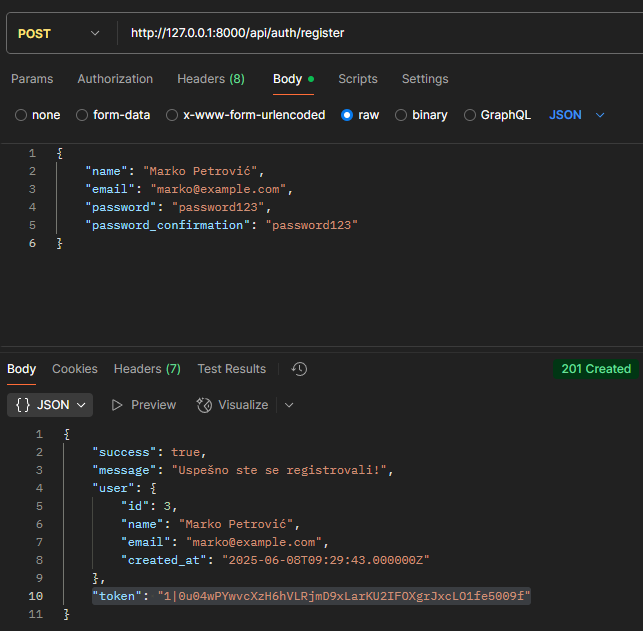 POST http://127.0.0.1:8000/api/auth/register
Params Authorization Headers (8) Body Scripts Settings
none form-data x-www-form-urlencoded raw binary GraphQL JSON
1 {
2 "name": "Marko Petrović",
3 "email": "marko@example.com",
4 "password": "password123",
5 "password_confirmation": "password123"
6 }
Body Cookies Headers (7) Test Results 201 Created
{} JSON Preview Visualize
1 {
2 "success": true,
3 "message": "Uspešno ste se registrovali!",
4 "user": {
5 "id": 3,
6 "name": "Marko Petrović",
7 "email": "marko@example.com",
8 "created_at": "2025-06-08T09:29:43.000000Z"
9 },
10 "token": "1|0u04wPYwvcXzH6hVLRjmD9xLarKU2IFOXgrJxcLO1fe5009f"
11 }